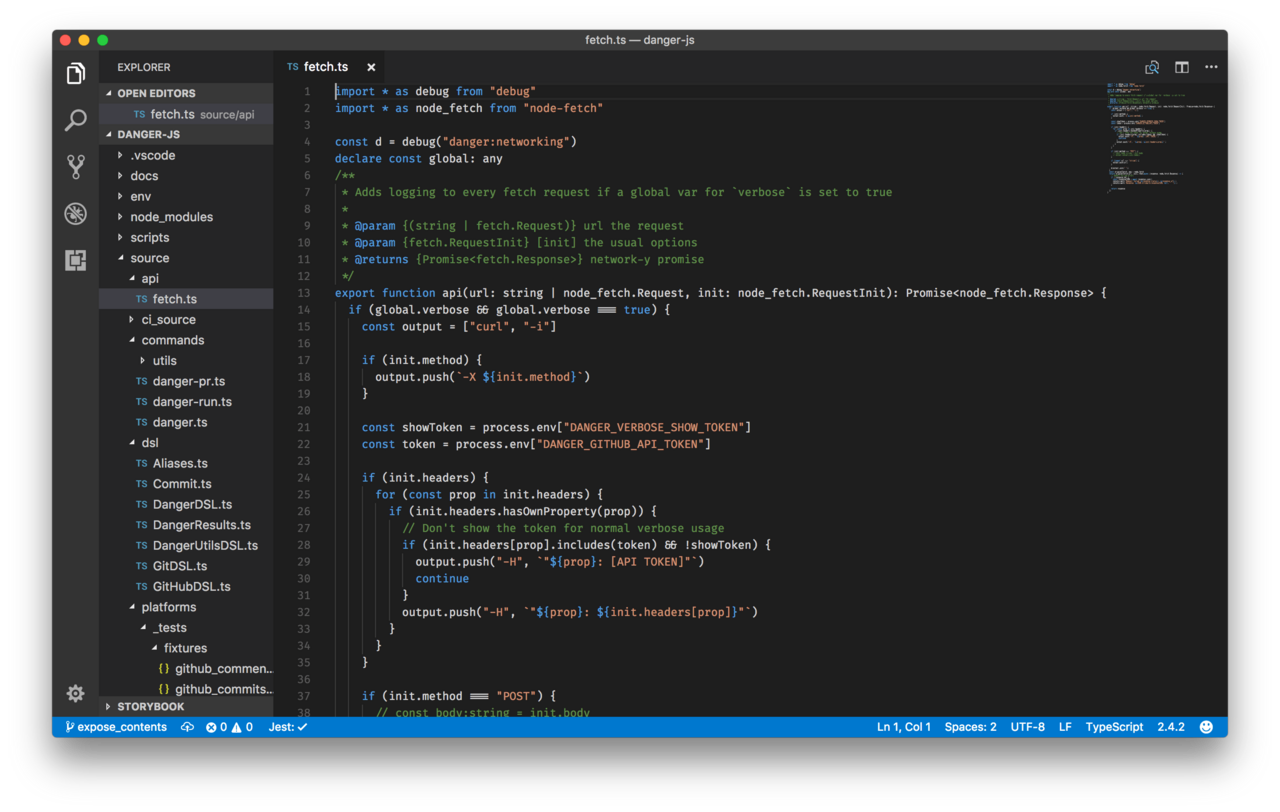 fetch.ts — danger-js
EXPLORER
OPEN EDITORS
TS fetch.ts source/api
DANGER-JS
.vscode
docs
env
node_modules
scripts
source
api
TS fetch.ts
ci_source
commands
utils
TS danger-pr.ts
TS danger-run.ts
TS danger.ts
dsl
TS Aliases.ts
TS Commit.ts
TS DangerDSL.ts
TS DangerResults.ts
TS DangerUtilsDSL.ts
TS GitDSL.ts
TS GitHubDSL.ts
platforms
_tests
fixtures
{} github_commen...
{} github_commits...
STORYBOOK
TS fetch.ts ×
1 import * as debug from "debug"
2 import * as node_fetch from "node-fetch"
3
4 const d = debug("danger:networking")
5 declare const global: any
6 /**
7  * Adds logging to every fetch request if a global var for `verbose` is set to true
8  *
9  * @param {(string | fetch.Request)} url the request
10  * @param {fetch.RequestInit} [init] the usual options
11  * @returns {Promise<fetch.Response>} network-y promise
12  */
13 export function api(url: string | node_fetch.Request, init: node_fetch.RequestInit): Promise<node_fetch.Response> {
14   if (global.verbose && global.verbose === true) {
15     const output = ["curl", "-i"]
16
17     if (init.method) {
18       output.push(`-X ${init.method}`)
19     }
20
21     const showToken = process.env["DANGER_VERBOSE_SHOW_TOKEN"]
22     const token = process.env["DANGER_GITHUB_API_TOKEN"]
23
24     if (init.headers) {
25       for (const prop in init.headers) {
26         if (init.headers.hasOwnProperty(prop)) {
27           // Don't show the token for normal verbose usage
28           if (init.headers[prop].includes(token) && !showToken) {
29             output.push("-H", `"${prop}: [API TOKEN]"`)
30             continue
31           }
32           output.push("-H", `"${prop}: ${init.headers[prop]}"`)
33         }
34       }
35     }
36
37     if (init.method === "POST") {
38       // const body:string = init.body
expose_contents 0 0 Jest: ✓ Ln 1, Col 1 Spaces: 2 UTF-8 LF TypeScript 2.4.2